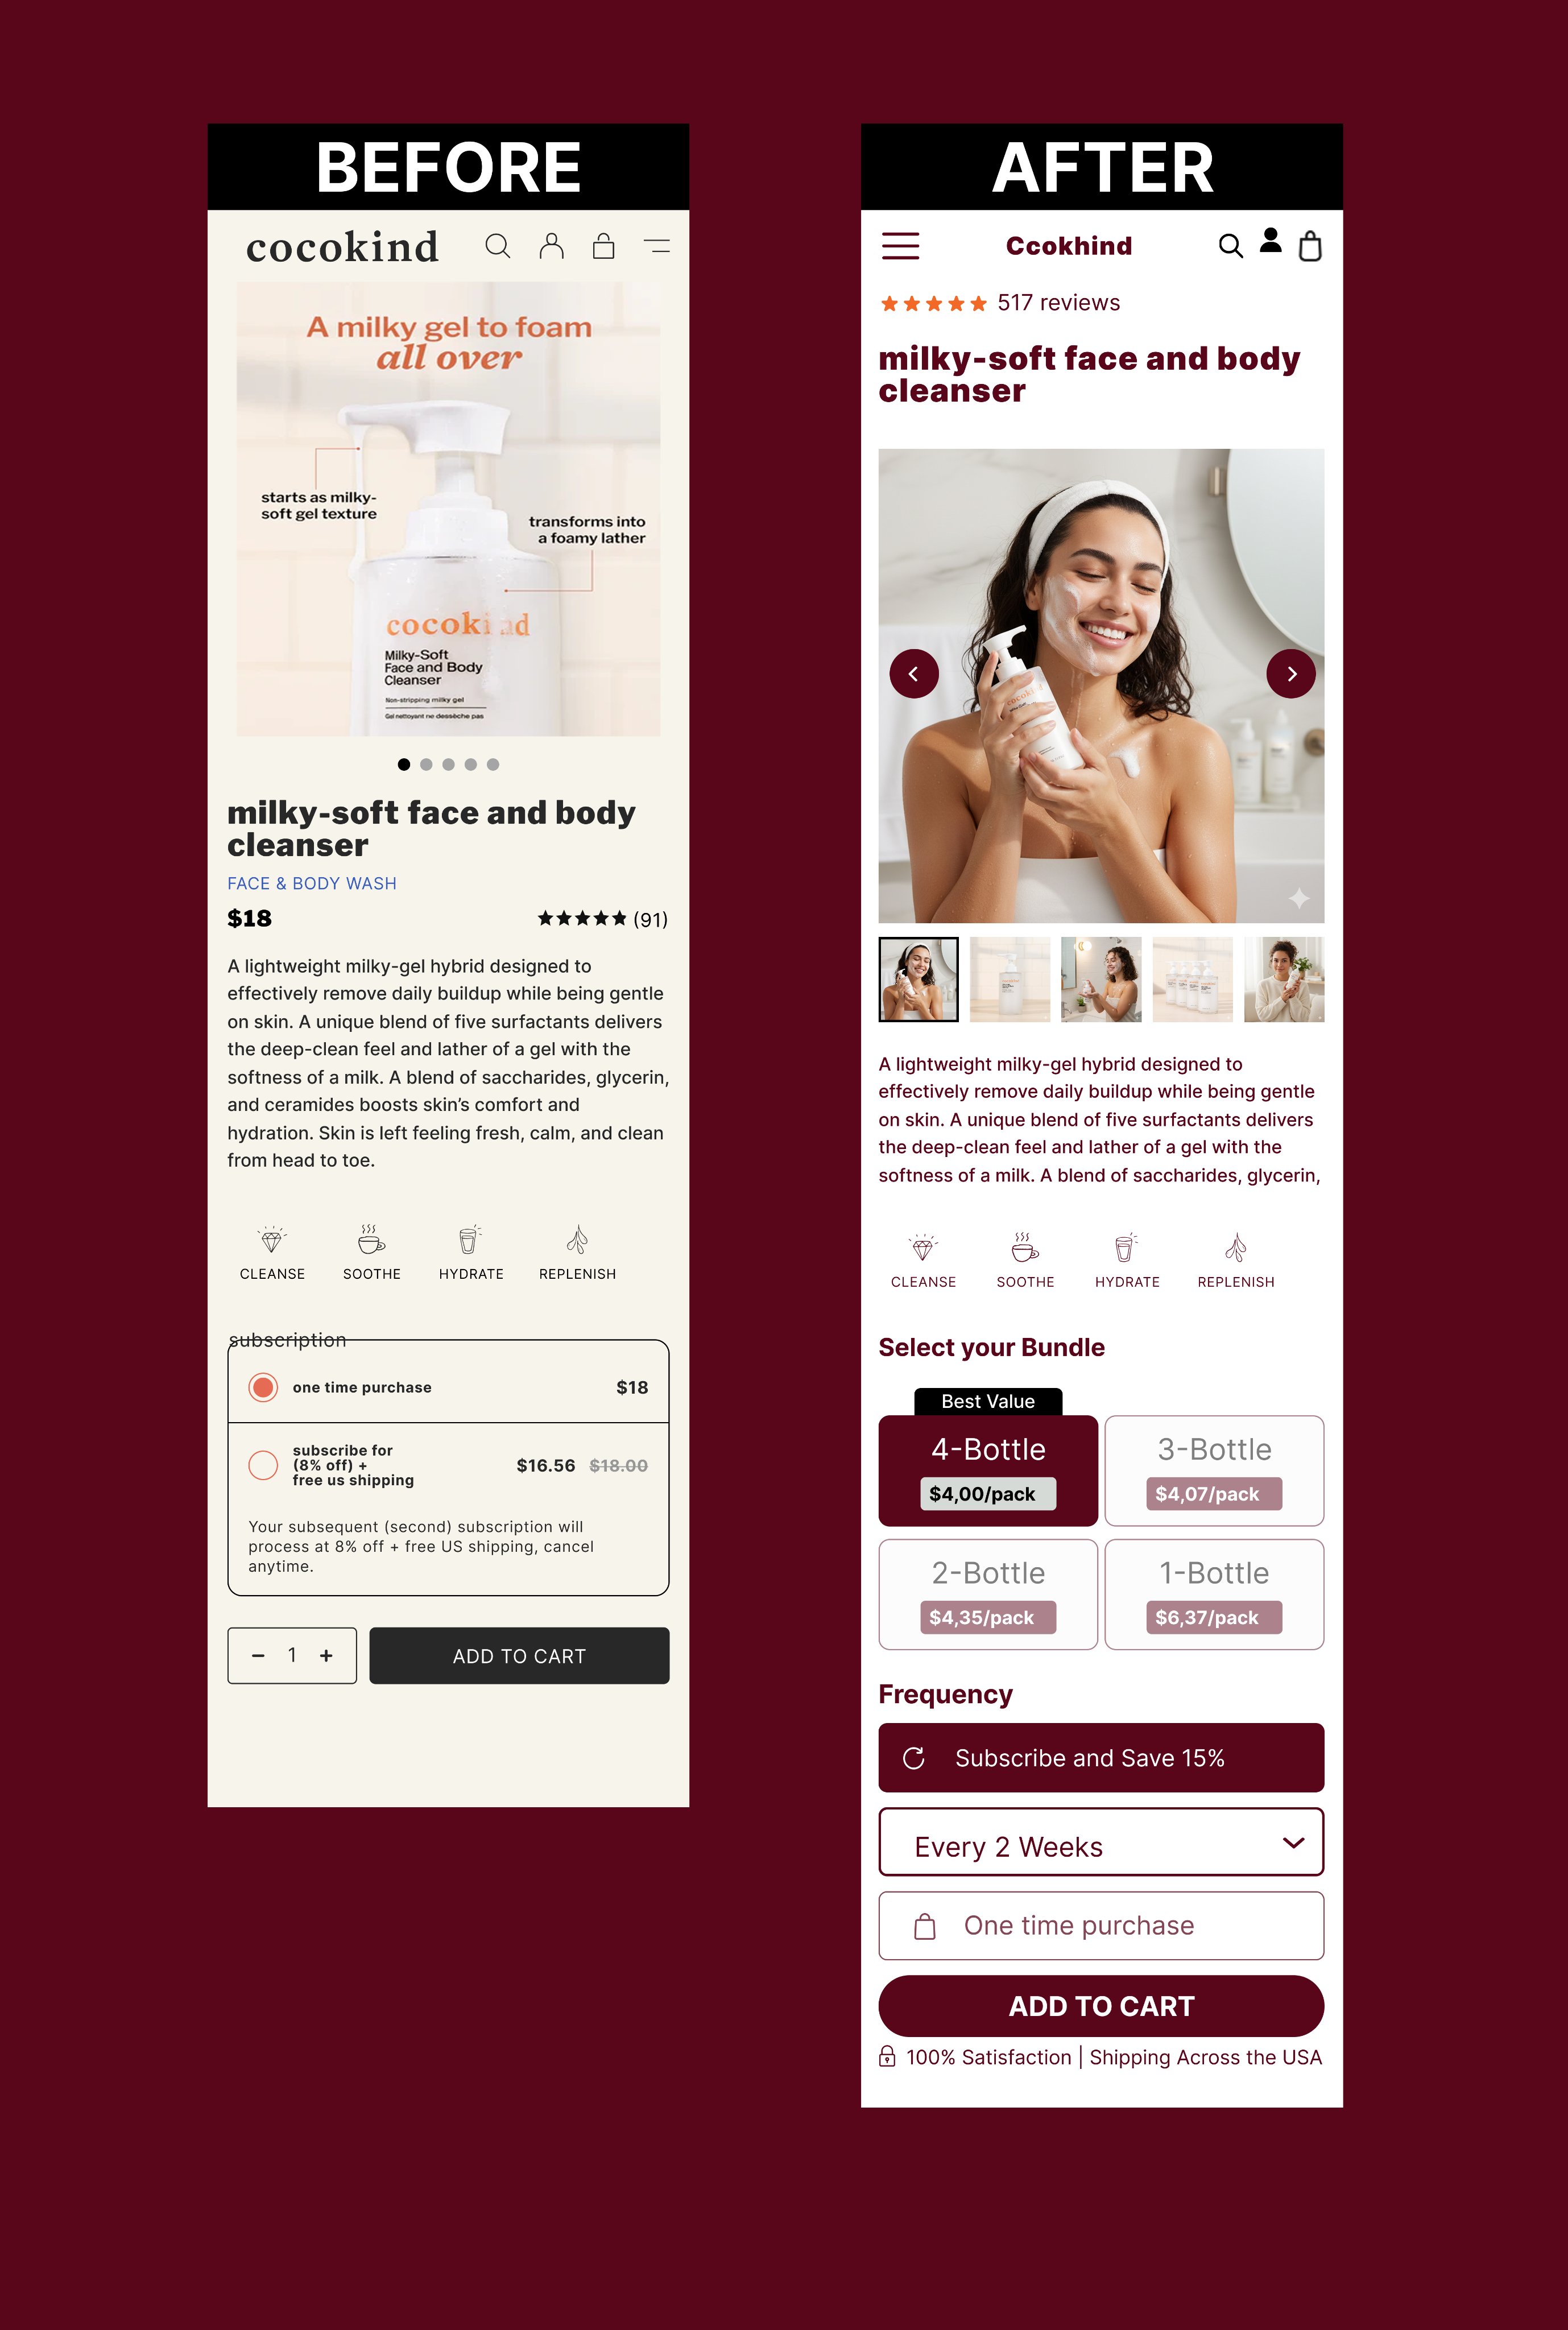 BEFORE
cocokind
A milky gel to foam
all over
starts as milky-
soft gel texture
transforms into
a foamy lather
cocokind
Milky-Soft
Face and Body
Cleanser
Non-stripping milky gel
Gel nettoyant ne dessèche pas
milky-soft face and body
cleanser
FACE & BODY WASH
$18
(91)
A lightweight milky-gel hybrid designed to
effectively remove daily buildup while being gentle
on skin. A unique blend of five surfactants delivers
the deep-clean feel and lather of a gel with the
softness of a milk. A blend of saccharides, glycerin,
and ceramides boosts skin’s comfort and
hydration. Skin is left feeling fresh, calm, and clean
from head to toe.
CLEANSE SOOTHE HYDRATE REPLENISH
subscription
one time purchase $18
subscribe for
(8% off) +
free us shipping
$16.56 $18.00
Your subsequent (second) subscription will
process at 8% off + free US shipping, cancel
anytime.
− 1 +
ADD TO CART
AFTER
Ccokhind
517 reviews
milky-soft face and body
cleanser
cocokind
A lightweight milky-gel hybrid designed to
effectively remove daily buildup while being gentle
on skin. A unique blend of five surfactants delivers
the deep-clean feel and lather of a gel with the
softness of a milk. A blend of saccharides, glycerin,
CLEANSE SOOTHE HYDRATE REPLENISH
Select your Bundle
Best Value
4-Bottle
$4,00/pack
3-Bottle
$4,07/pack
2-Bottle
$4,35/pack
1-Bottle
$6,37/pack
Frequency
Subscribe and Save 15%
Every 2 Weeks
One time purchase
ADD TO CART
100% Satisfaction | Shipping Across the USA